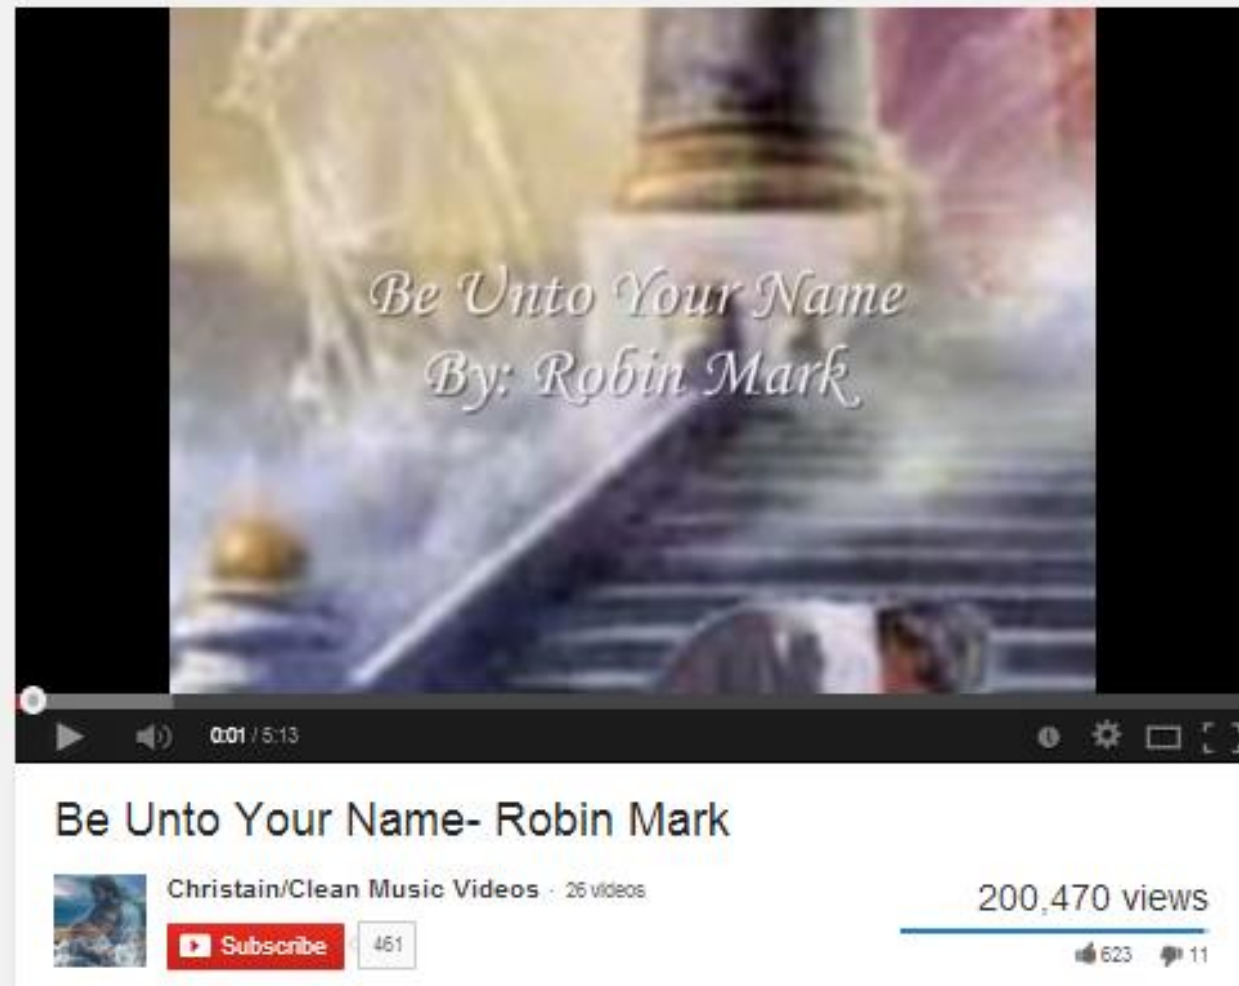 Be Unto Your Name
By: Robin Mark
0:01 / 5:13
Be Unto Your Name- Robin Mark
Christain/Clean Music Videos · 26 videos
Subscribe 461
200,470 views
623 11